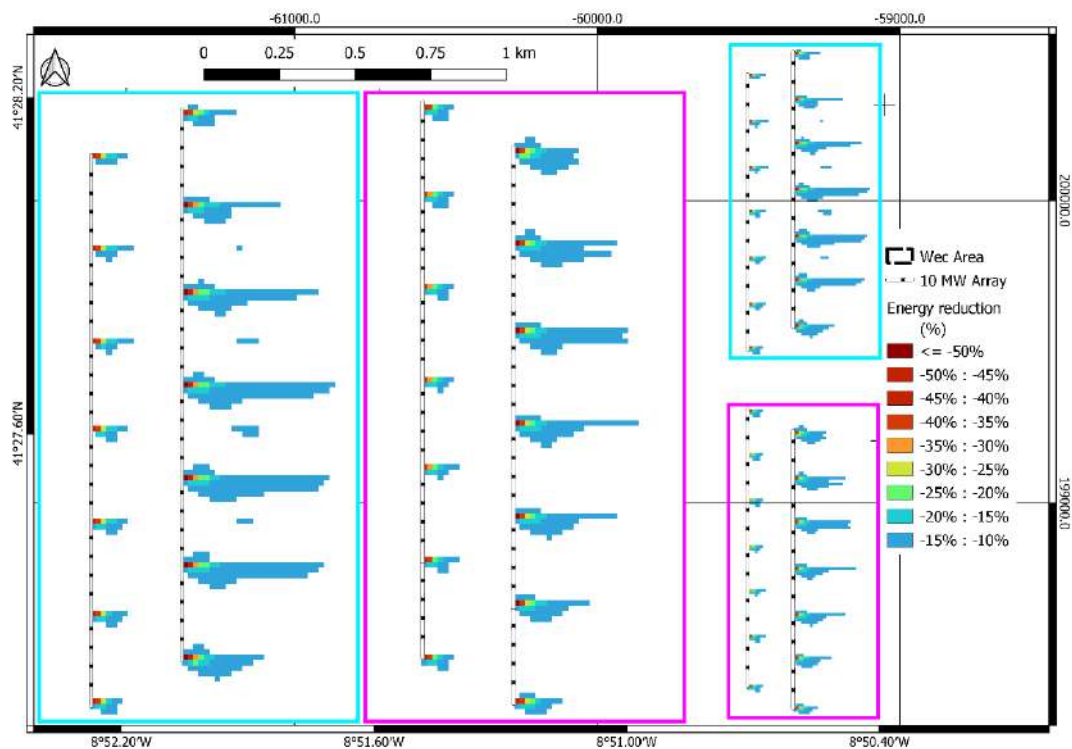 -61000.0 -60000.0 -59000.0
0 0.25 0.5 0.75 1 km
41°28.20'N
41°27.60'N
200000.0
199000.0
Wec Area
10 MW Array
Energy reduction
(%)
<= -50%
-50% : -45%
-45% : -40%
-40% : -35%
-35% : -30%
-30% : -25%
-25% : -20%
-20% : -15%
-15% : -10%
8°52.20'W 8°51.60'W 8°51.00'W 8°50.40'W